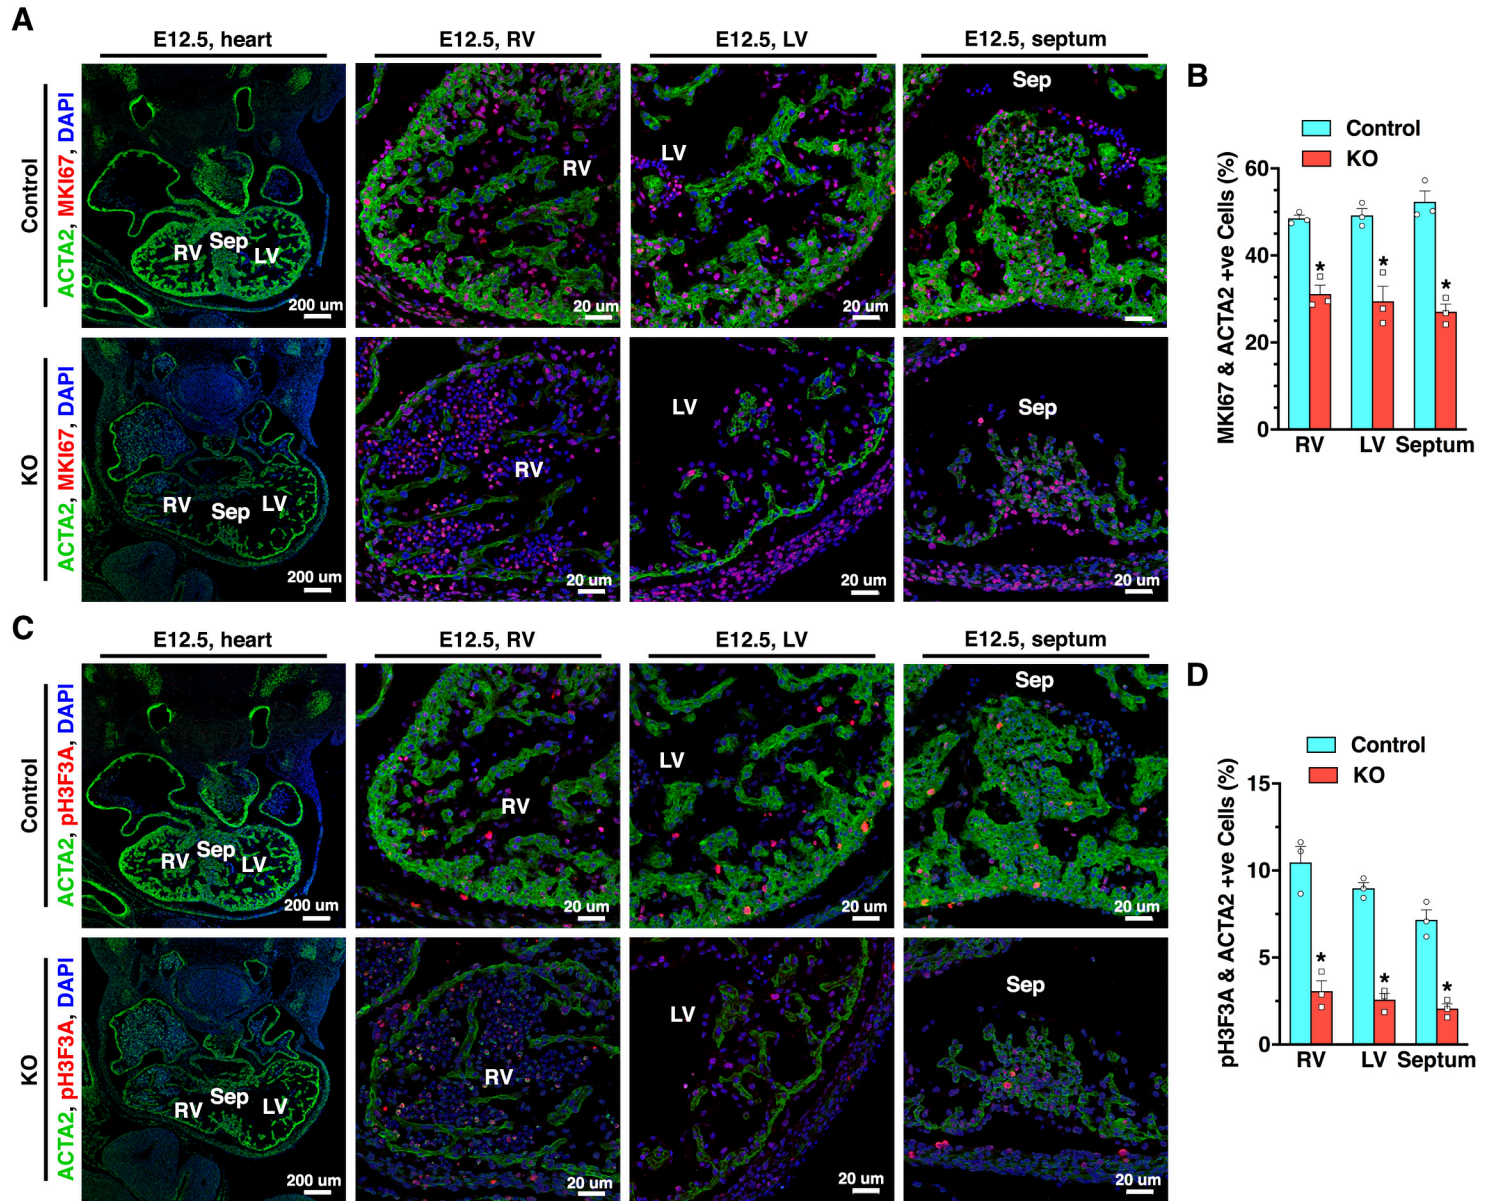 A
E12.5, heart
E12.5, RV
E12.5, LV
E12.5, septum
Control
ACTA2, MKI67, DAPI
RV
Sep
LV
200 um
RV
20 um
LV
20 um
Sep
KO
ACTA2, MKI67, DAPI
RV
Sep
LV
200 um
RV
20 um
LV
20 um
Sep
20 um
B
Control
KO
MKI67 & ACTA2 +ve Cells (%)
60
40
20
0
*
*
*
RV
LV
Septum
C
E12.5, heart
E12.5, RV
E12.5, LV
E12.5, septum
Control
ACTA2, pH3F3A, DAPI
RV
Sep
LV
200 um
RV
20 um
LV
20 um
Sep
20 um
KO
ACTA2, pH3F3A, DAPI
RV
Sep
LV
200 um
RV
20 um
LV
20 um
Sep
20 um
D
Control
KO
pH3F3A & ACTA2 +ve Cells (%)
15
10
5
0
*
*
*
RV
LV
Septum